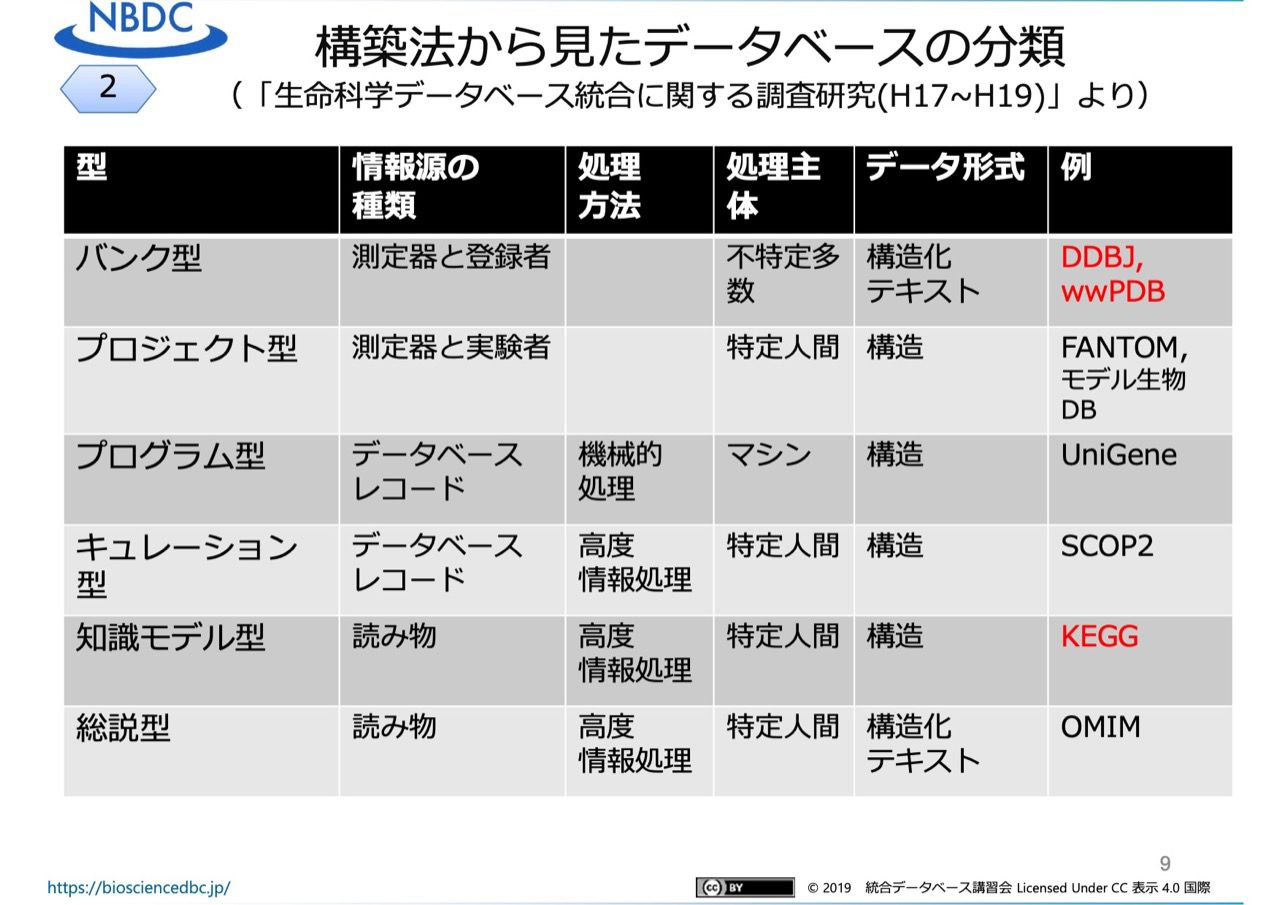 NBDC
2
構築法から見たデータベースの分類
（「生命科学データベース統合に関する調査研究(H17~H19)」より）
型
情報源の
種類
処理
方法
処理主
体
データ形式
例
バンク型
測定器と登録者
不特定多
数
構造化
テキスト
DDBJ,
wwPDB
プロジェクト型
測定器と実験者
特定人間
構造
FANTOM,
モデル生物
DB
プログラム型
データベース
レコード
機械的
処理
マシン
構造
UniGene
キュレーション
型
データベース
レコード
高度
情報処理
特定人間
構造
SCOP2
知識モデル型
読み物
高度
情報処理
特定人間
構造
KEGG
総説型
読み物
高度
情報処理
特定人間
構造化
テキスト
OMIM
9
https://biosciencedbc.jp/
cc BY
© 2019 統合データベース講習会 Licensed Under CC 表示 4.0 国際